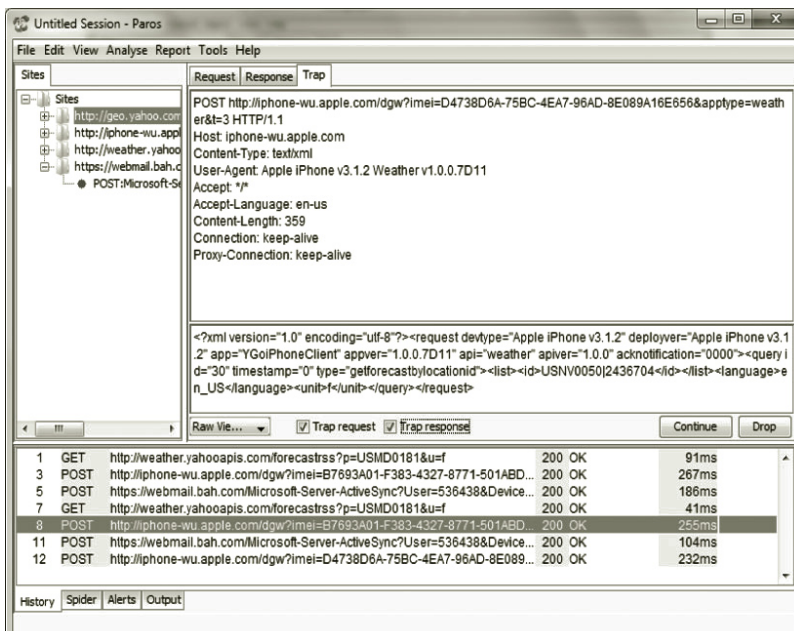 Untitled Session - Paros
File Edit View Analyse Report Tools Help
Sites
Request Response Trap
Sites
http://geo.yahoo.com
http://iphone-wu.appl
http://weather.yahoo
https://webmail.bah.c
POST:Microsoft-Se
POST http://iphone-wu.apple.com/dgw?imei=D4738D6A-75BC-4EA7-96AD-8E089A16E656&apptype=weath
er&t=3 HTTP/1.1
Host: iphone-wu.apple.com
Content-Type: text/xml
User-Agent: Apple iPhone v3.1.2 Weather v1.0.0.7D11
Accept: */*
Accept-Language: en-us
Content-Length: 359
Connection: keep-alive
Proxy-Connection: keep-alive
<?xml version="1.0" encoding="utf-8"?><request devtype="Apple iPhone v3.1.2" deployver="Apple iPhone v3.1
.2" app="YGoiPhoneClient" appver="1.0.0.7D11" api="weather" apiver="1.0.0" acknotification="0000"><query i
d="30" timestamp="0" type="getforecastbylocationid"><list><id>USNV0050|2436704</id></list><language>e
n_US</language><unit>f</unit></query></request>
Raw Vie... Trap request Trap response Continue Drop
1 GET http://weather.yahooapis.com/forecastrss?p=USMD0181&u=f 200 OK 91ms
3 POST http://iphone-wu.apple.com/dgw?imei=B7693A01-F383-4327-8771-501ABD... 200 OK 267ms
5 POST https://webmail.bah.com/Microsoft-Server-ActiveSync?User=536438&Device... 200 OK 186ms
7 GET http://weather.yahooapis.com/forecastrss?p=USMD0181&u=f 200 OK 41ms
8 POST http://iphone-wu.apple.com/dgw?imei=B7693A01-F383-4327-8771-501ABD... 200 OK 255ms
11 POST https://webmail.bah.com/Microsoft-Server-ActiveSync?User=536438&Device... 200 OK 104ms
12 POST http://iphone-wu.apple.com/dgw?imei=D4738D6A-75BC-4EA7-96AD-8E089... 200 OK 232ms
History Spider Alerts Output